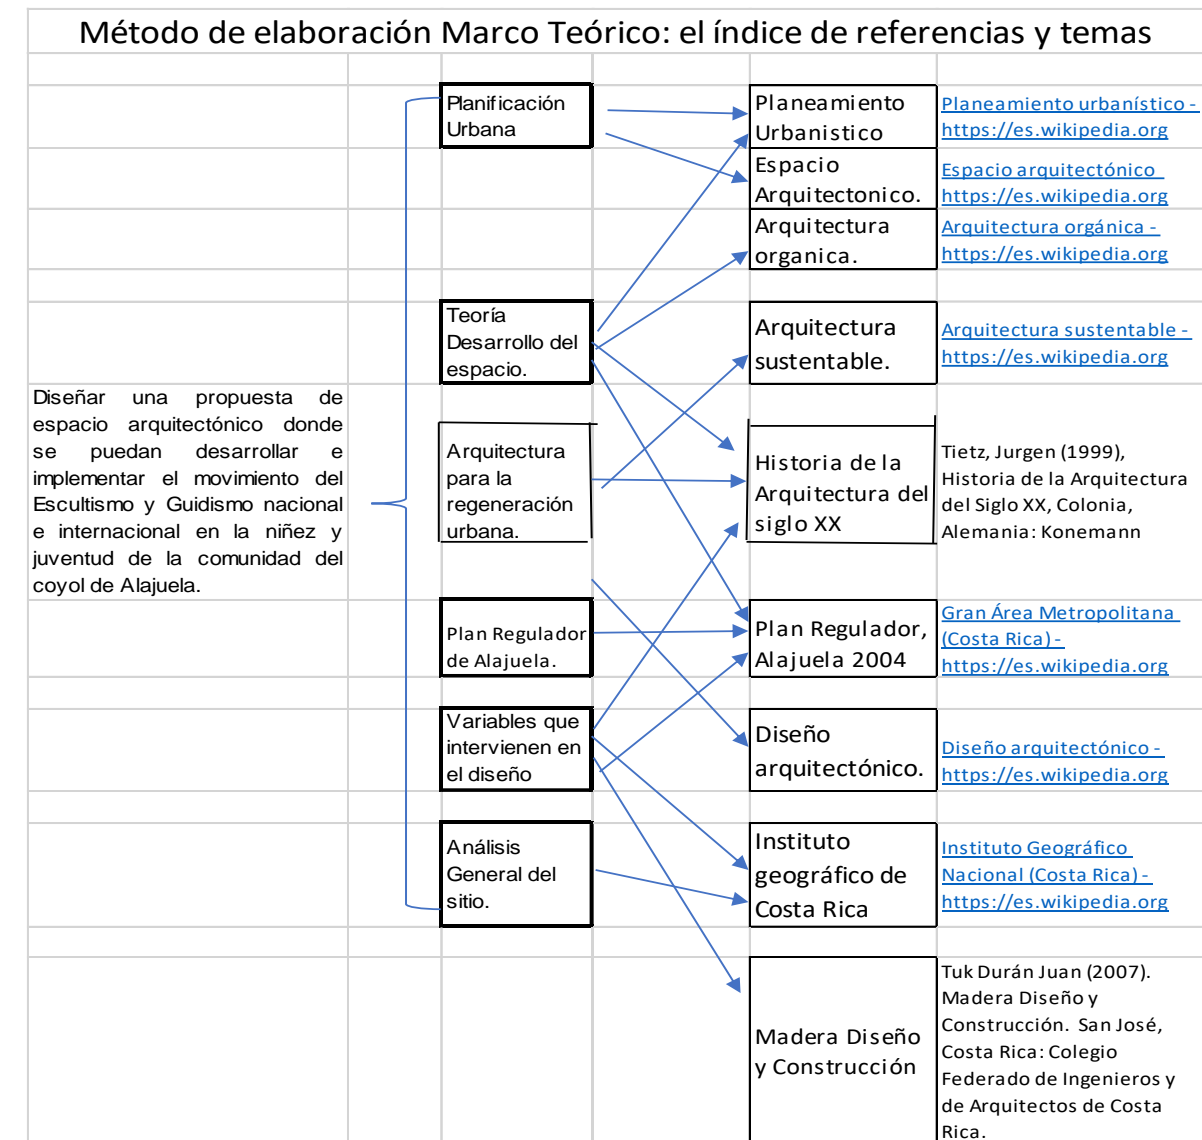 Método de elaboración Marco Teórico: el índice de referencias y temas
Diseñar una propuesta de
espacio arquitectónico donde
se puedan desarrollar e
implementar el movimiento del
Escultismo y Guidismo nacional
e internacional en la niñez y
juventud de la comunidad del
coyol de Alajuela.
Planificación
Urbana
Teoría
Desarrollo del
espacio.
Arquitectura
para la
regeneración
urbana.
Plan Regulador
de Alajuela.
Variables que
intervienen en
el diseño
Análisis
General del
sitio.
Planeamiento
Urbanistico
Espacio
Arquitectonico.
Arquitectura
organica.
Arquitectura
sustentable.
Historia de la
Arquitectura del
siglo XX
Plan Regulador,
Alajuela 2004
Diseño
arquitectónico.
Instituto
geográfico de
Costa Rica
Madera Diseño
y Construcción
Planeamiento urbanístico -
https://es.wikipedia.org
Espacio arquitectónico
https://es.wikipedia.org
Arquitectura orgánica -
https://es.wikipedia.org
Arquitectura sustentable -
https://es.wikipedia.org
Tietz, Jurgen (1999),
Historia de la Arquitectura
del Siglo XX, Colonia,
Alemania: Konemann
Gran Área Metropolitana
(Costa Rica) -
https://es.wikipedia.org
Diseño arquitectónico -
https://es.wikipedia.org
Instituto Geográfico
Nacional (Costa Rica) -
https://es.wikipedia.org
Tuk Durán Juan (2007).
Madera Diseño y
Construcción. San José,
Costa Rica: Colegio
Federado de Ingenieros y
de Arquitectos de Costa
Rica.